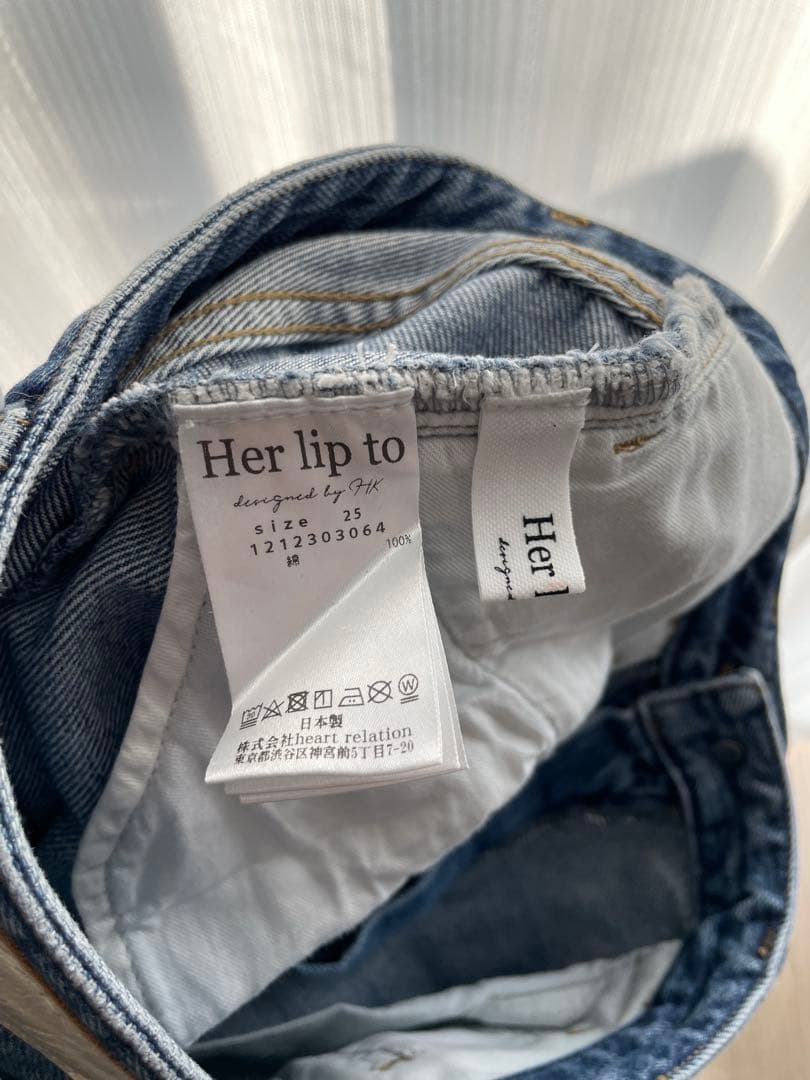 Her lip to
designed by HK
size 25
1212303064
綿 100%
日本製
株式会社heart relation
東京都渋谷区神宮前5丁目7-20
Her l
designed